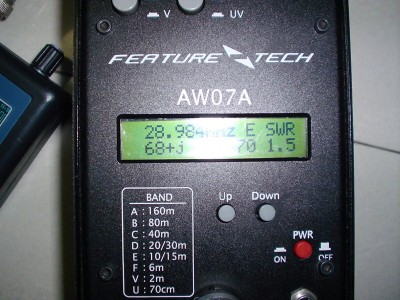 V UV
FEATURE TECH
AW07A
28.984mhz E SWR
68+j 70 1.5
BAND
A : 160m
B : 80m
C : 40m
D : 20/30m
E : 10/15m
F : 6m
V : 2m
U : 70cm
Up Down
PWR
ON OFF